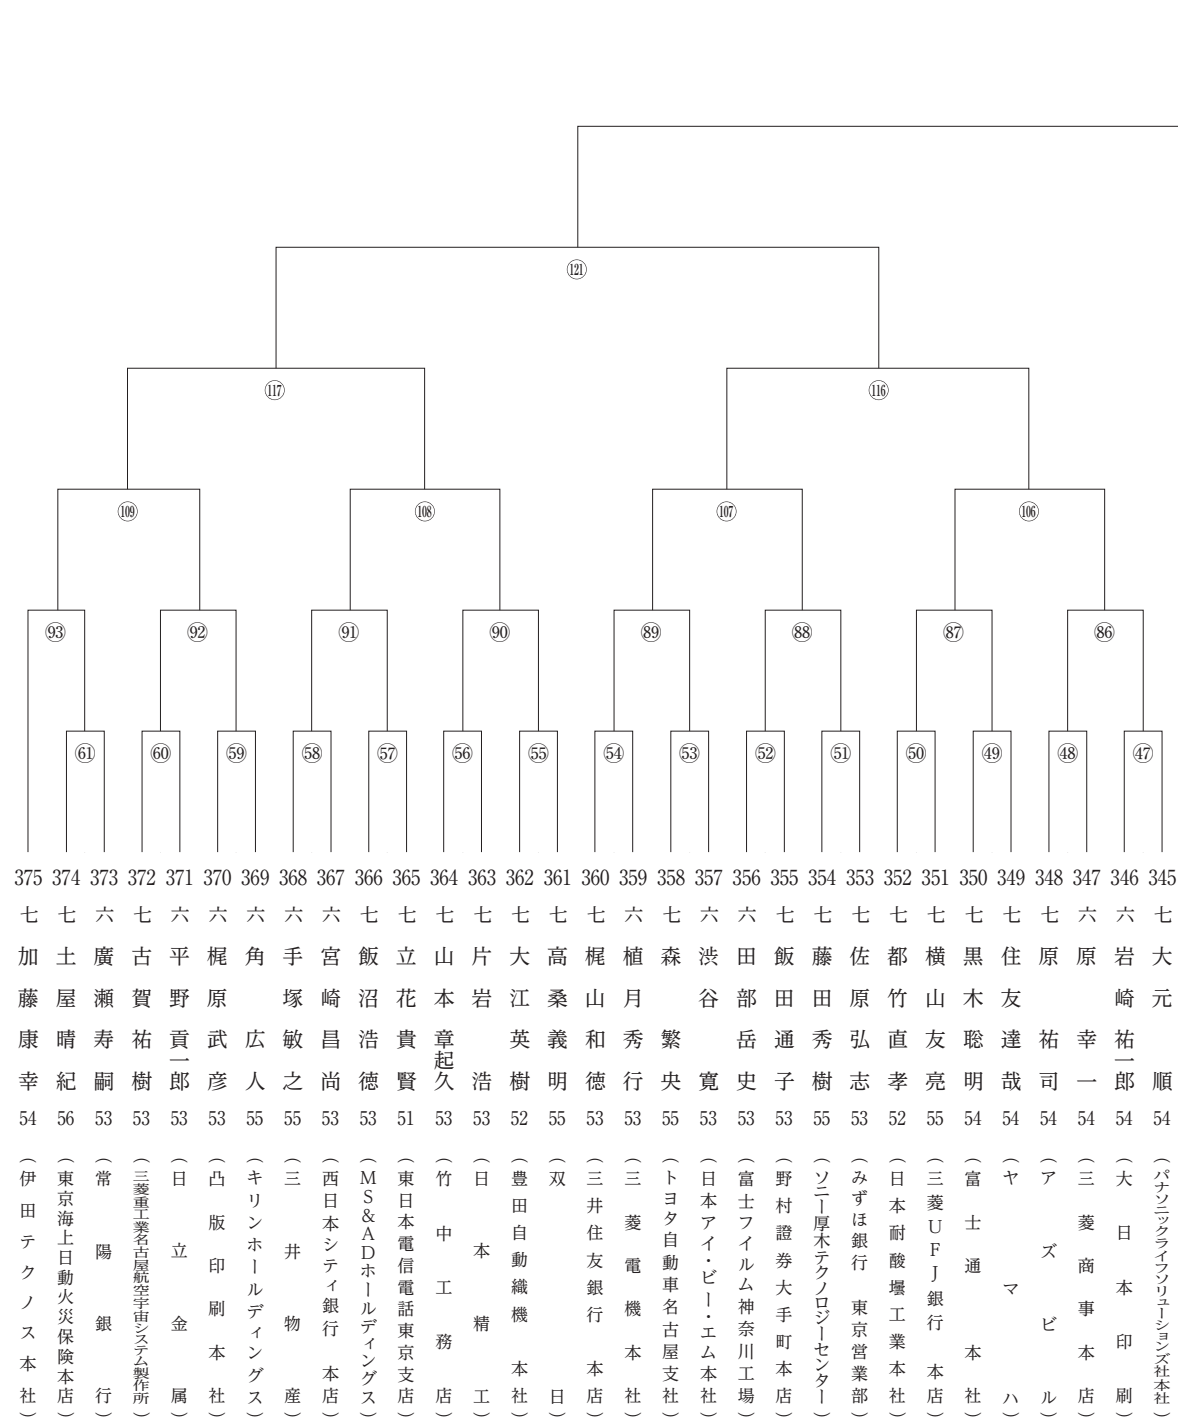 121
117
116
109
108
107
106
93
92
91
90
89
88
87
86
61
60
59
58
57
56
55
54
53
52
51
50
49
48
47
345 七 大元 順 54 (パナソニックライフソリューションズ社本社)
346 六 岩崎祐一郎 54 (大日本印刷)
347 六 原 幸一 54 (三菱商事本店)
348 七 原 祐司 54 (アズビル)
349 七 住友達哉 54 (ヤマハ)
350 七 黒木聡明 54 (富士通 本社)
351 七 横山友亮 55 (三菱UFJ銀行 本店)
352 七 都竹直孝 52 (日本耐酸壜工業本社)
353 七 佐原弘志 53 (みずほ銀行 東京営業部)
354 七 藤田秀樹 55 (ソニー厚木テクノロジーセンター)
355 七 飯田通子 53 (野村證券大手町本店)
356 六 田部岳史 53 (富士フイルム神奈川工場)
357 六 渋谷 寛 53 (日本アイ・ビー・エム本社)
358 七 森 繁央 55 (トヨタ自動車名古屋支社)
359 六 植月秀行 53 (三菱電機本社)
360 七 梶山和徳 53 (三井住友銀行 本店)
361 七 高桑義明 55 (双日)
362 七 大江英樹 52 (豊田自動織機 本社)
363 七 片岩 浩 53 (日本精工)
364 七 山本章起久 53 (竹中工務店)
365 七 立花貴賢 51 (東日本電信電話東京支店)
366 七 飯沼浩徳 53 (MS&ADホールディングス)
367 六 宮崎昌尚 53 (西日本シティ銀行 本店)
368 六 手塚敏之 55 (三井物産)
369 六 角 広人 55 (キリンホールディングス)
370 六 梶原武彦 53 (凸版印刷本社)
371 六 平野貢一郎 53 (日立金属)
372 七 古賀祐樹 53 (三菱重工業名古屋航空宇宙システム製作所)
373 六 廣瀬寿嗣 53 (常陽銀行)
374 七 土屋晴紀 56 (東京海上日動火災保険本店)
375 七 加藤康幸 54 (伊田テクノス本社)